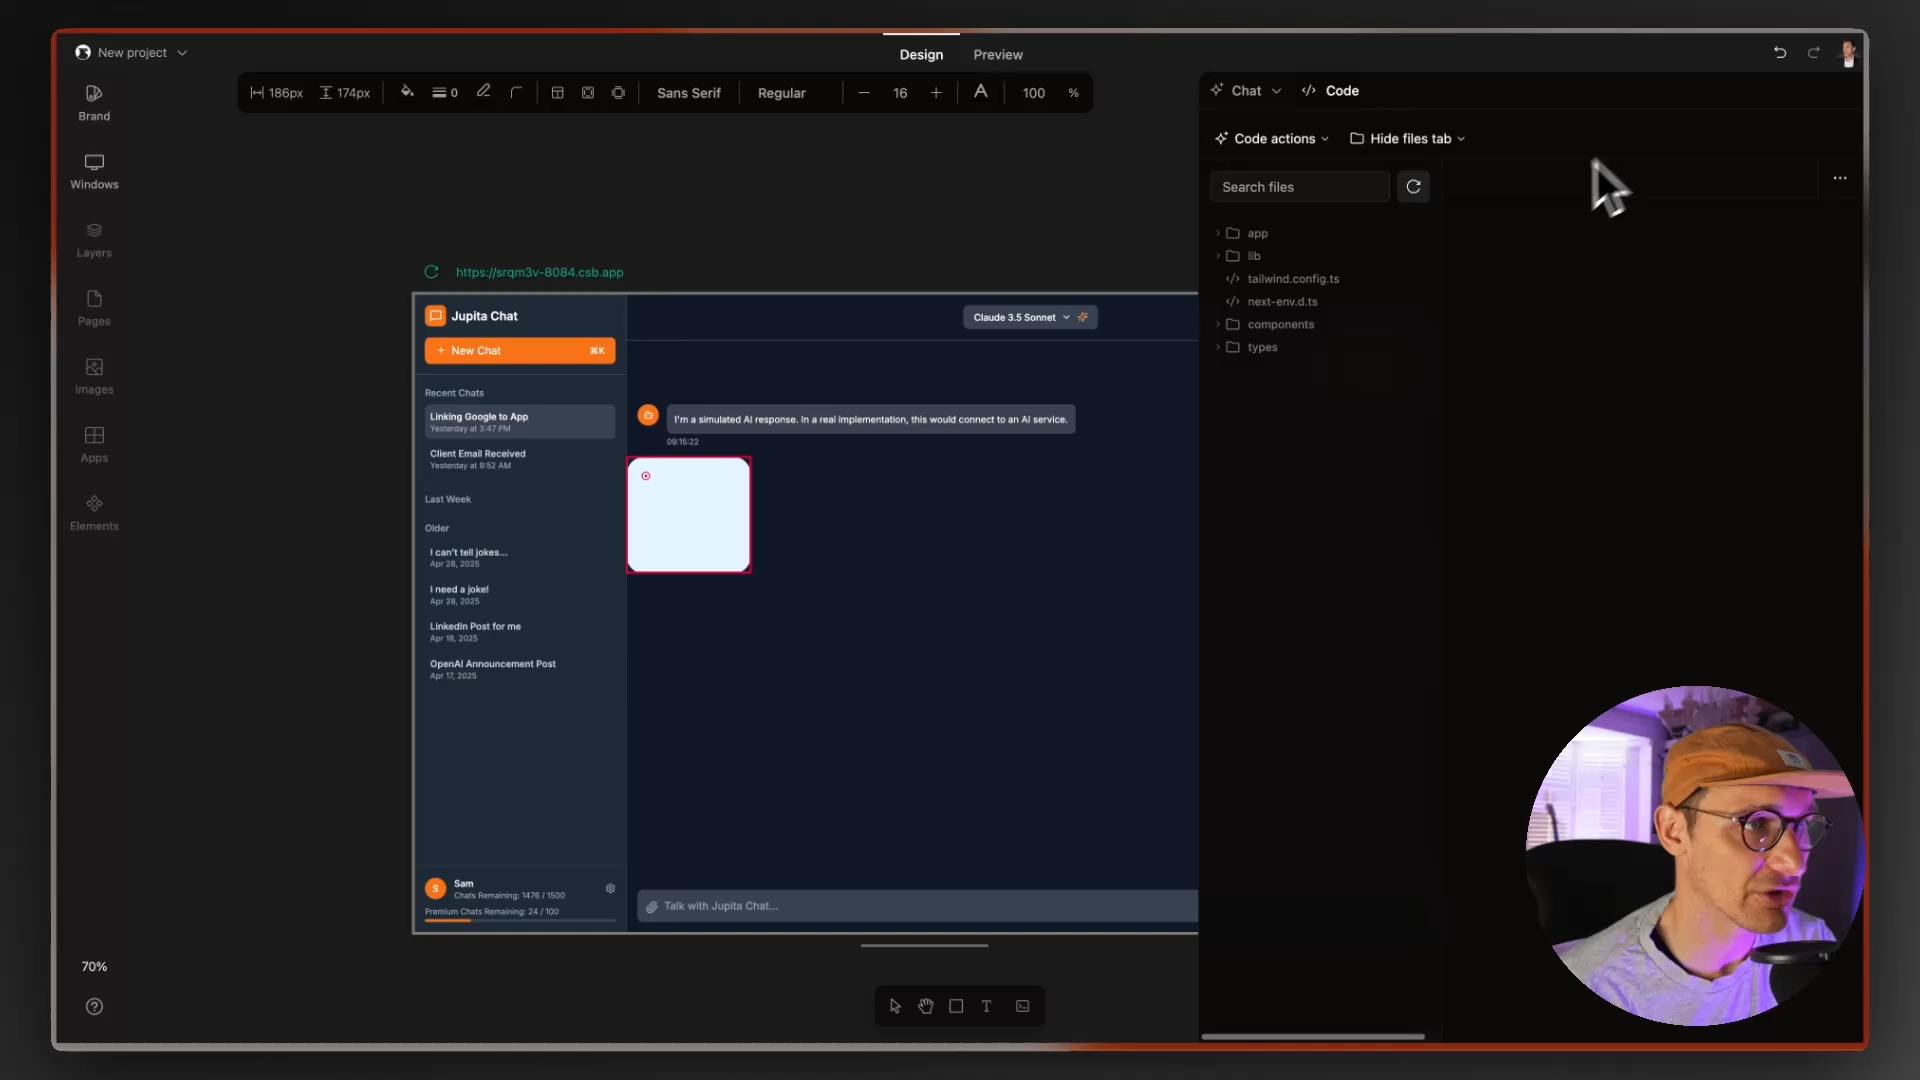 New project
Design
Preview
Brand
Windows
Layers
Pages
Images
Apps
Elements
70%
186px
174px
0
Sans Serif
Regular
16
A
100
%
https://srqm3v-8084.csb.app
Jupita Chat
+ New Chat
⌘K
Recent Chats
Linking Google to App
Yesterday at 3:47 PM
Client Email Received
Yesterday at 9:52 AM
Last Week
Older
I can't tell jokes...
Apr 28, 2025
I need a joke!
Apr 28, 2025
LinkedIn Post for me
Apr 18, 2025
OpenAI Announcement Post
Apr 17, 2025
S
Sam
Chats Remaining: 1476 / 1500
Premium Chats Remaining: 24 / 100
Claude 3.5 Sonnet
I'm a simulated AI response. In a real implementation, this would connect to an AI service.
09:15:22
Talk with Jupita Chat...
T
Chat
</> Code
Code actions
Hide files tab
Search files
...
app
lib
</> tailwind.config.ts
</> next-env.d.ts
components
types